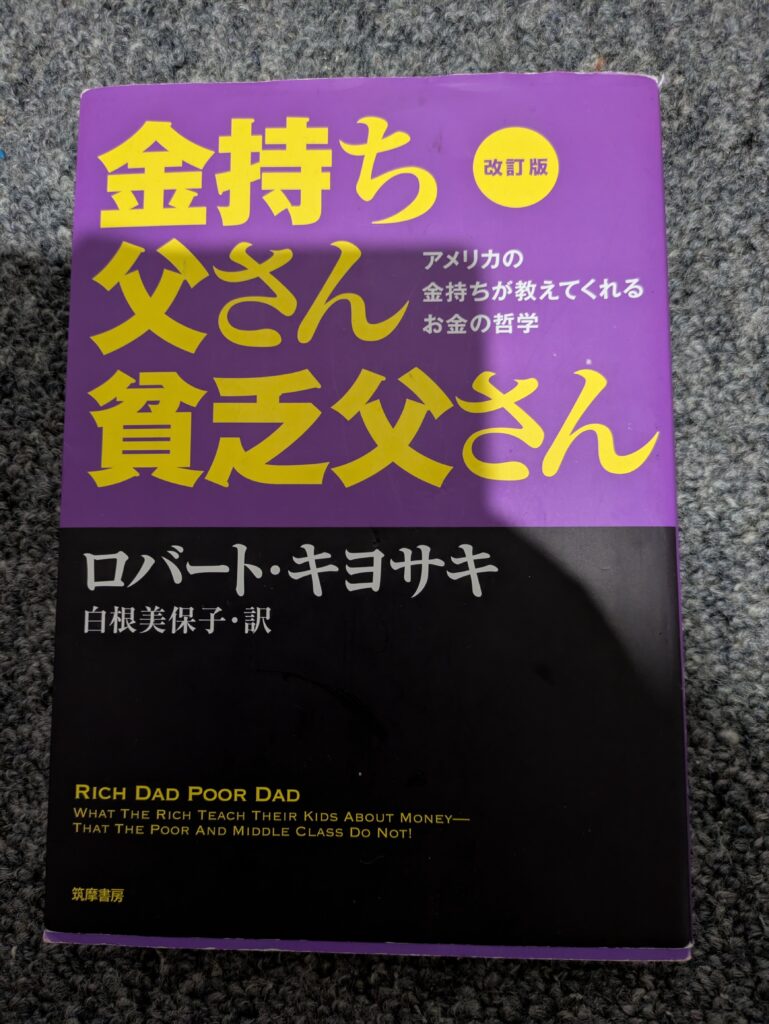 金持ち
改訂版
父さん
アメリカの
金持ちが教えてくれる
お金の哲学
貧乏父さん
ロバート・キヨサキ
白根美保子・訳
RICH DAD POOR DAD
WHAT THE RICH TEACH THEIR KIDS ABOUT MONEY—
THAT THE POOR AND MIDDLE CLASS DO NOT!
筑摩書房